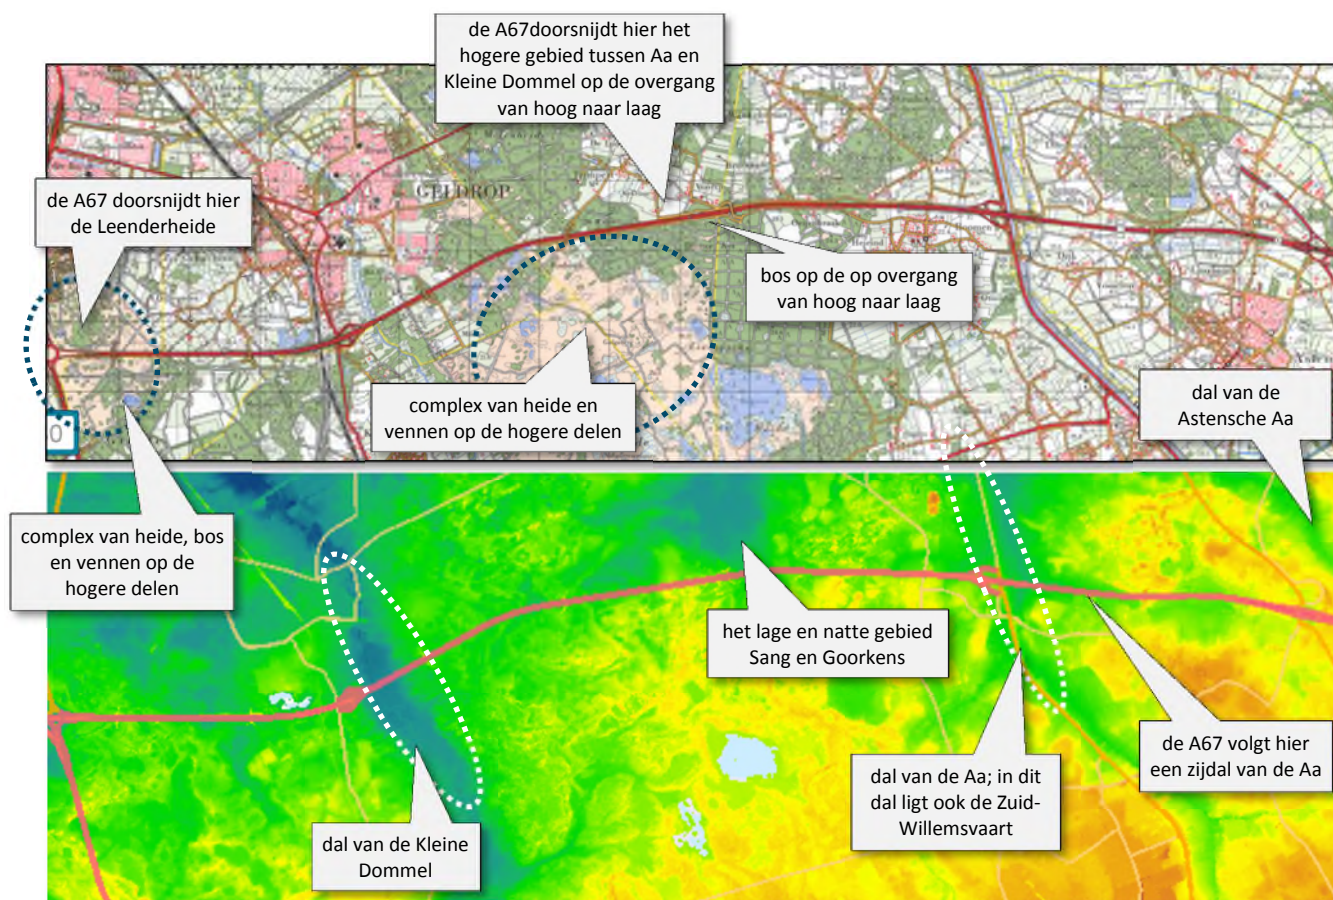 de A67doorsnijdt hier het
hogere gebied tussen Aa en
Kleine Dommel op de overgang
van hoog naar laag
de A67 doorsnijdt hier
de Leenderheide
GELDROP
bos op de op overgang
van hoog naar laag
complex van heide en
vennen op de hogere delen
dal van de
Astensche Aa
complex van heide, bos
en vennen op de
hogere delen
het lage en natte gebied
Sang en Goorkens
dal van de Aa; in dit
dal ligt ook de Zuid-
Willemsvaart
de A67 volgt hier
een zijdal van de Aa
dal van de Kleine
Dommel